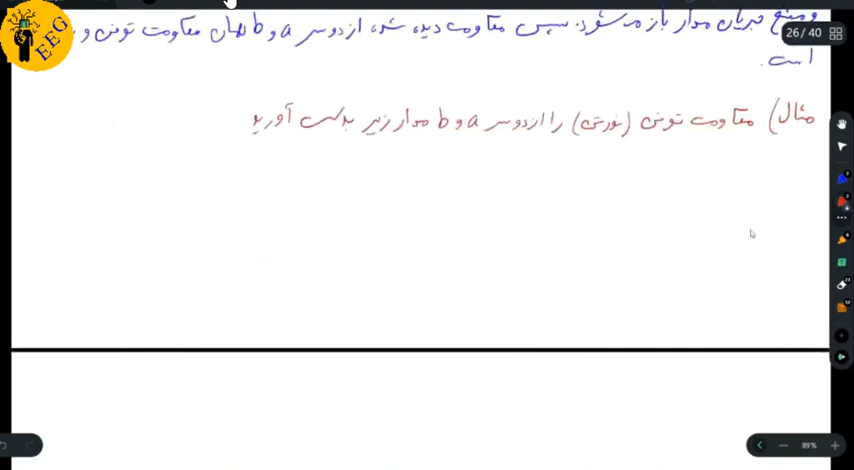 و منبع جریان مدار باز می‌شود. سپس مقاومت دیده شده از دو سر a و b همان مقاومت تونن و
است.
مثال) مقاومت تونن (نورتن) را از دو سر a و b مدار زیر بدست آورید
EEG
26 / 40
89%